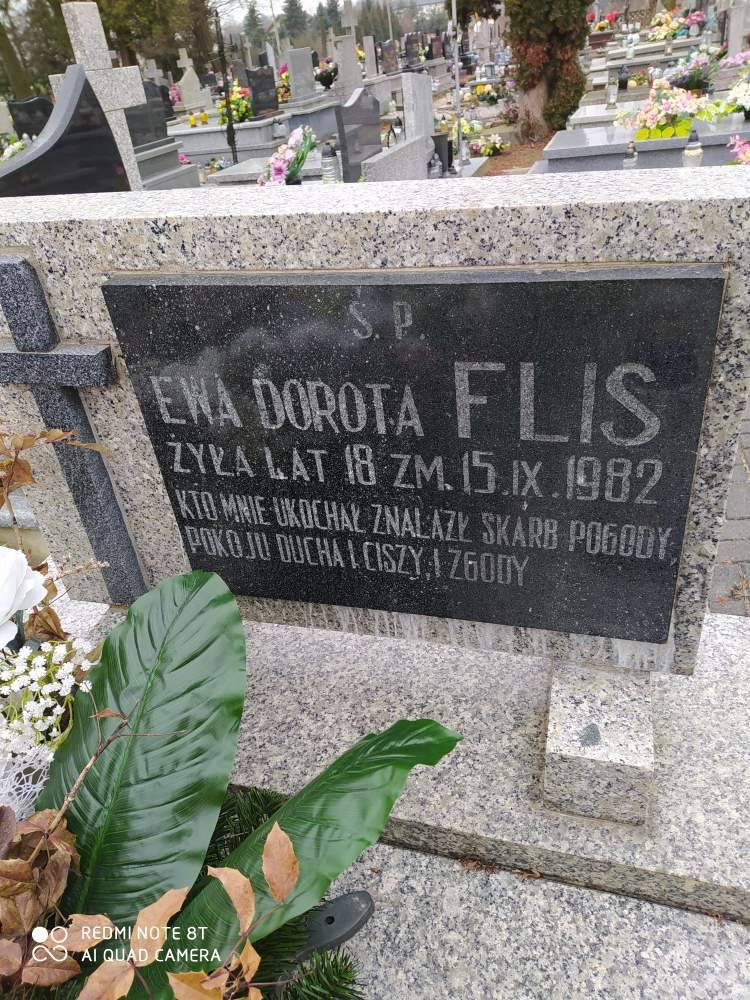 Ś. P.
EWA DOROTA FLIS
ŻYŁA LAT 18 ZM. 15.IX.1982
KTO MNIE UKOCHAŁ ZNALAZŁ SKARB POGODY,
POKOJU DUCHA I CISZY, I ZGODY
REDMI NOTE 8T
AI QUAD CAMERA